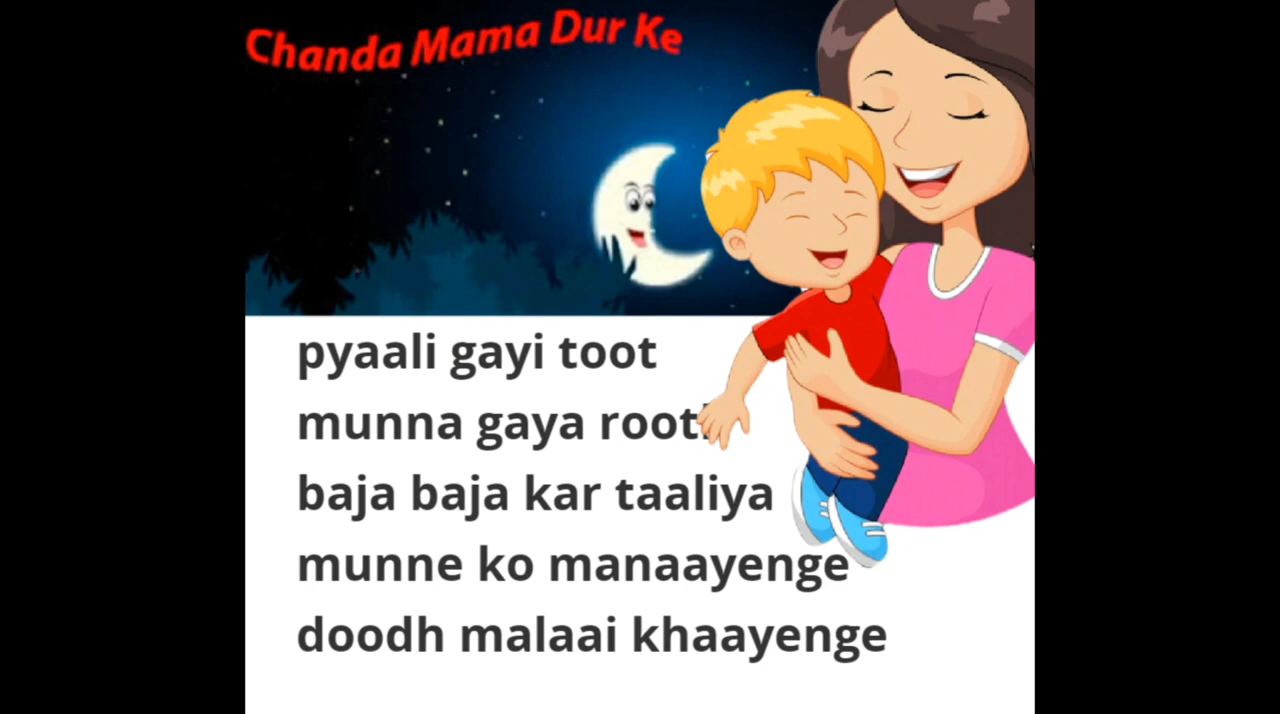 Chanda Mama Dur Ke
pyaali gayi toot
munna gaya
baja baja kar taaliya
munne ko manaayenge
doodh malaai khaayenge